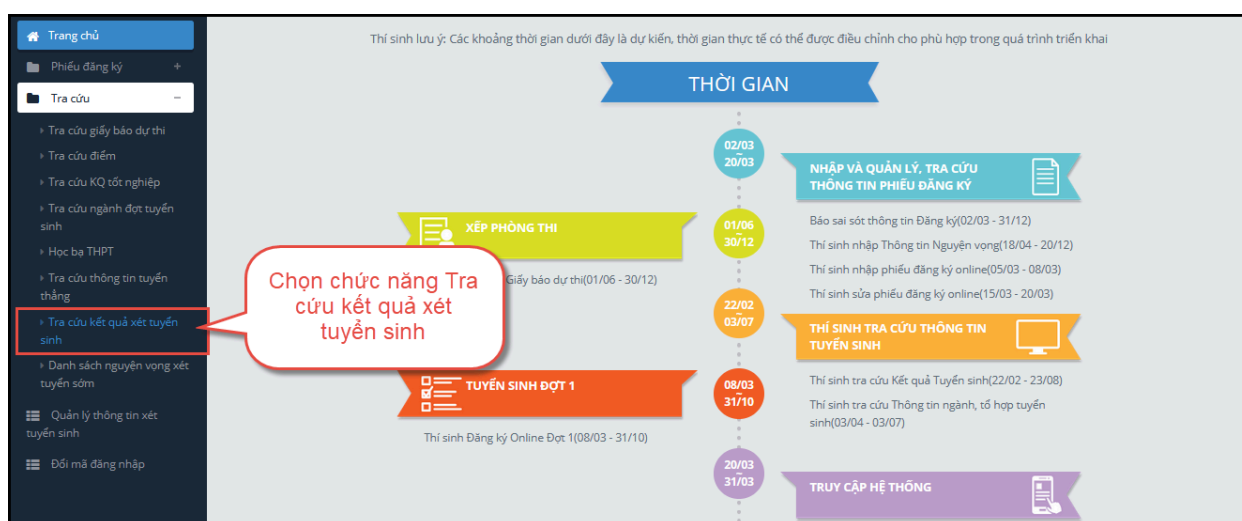 Trang chủ
Phiếu đăng ký +
Tra cứu −
Tra cứu giấy báo dự thi
Tra cứu điểm
Tra cứu KQ tốt nghiệp
Tra cứu ngành đợt tuyển
sinh
Học bạ THPT
Tra cứu thông tin tuyển
thẳng
Tra cứu kết quả xét tuyển
sinh
Danh sách nguyện vọng xét
tuyển sớm
Quản lý thông tin xét
tuyển sinh
Đổi mã đăng nhập
Chọn chức năng Tra
cứu kết quả xét
tuyển sinh
Thí sinh lưu ý: Các khoảng thời gian dưới đây là dự kiến, thời gian thực tế có thể được điều chỉnh cho phù hợp trong quá trình triển khai
THỜI GIAN
02/03
~
20/03
NHẬP VÀ QUẢN LÝ, TRA CỨU
THÔNG TIN PHIẾU ĐĂNG KÝ
Báo sai sót thông tin Đăng ký(02/03 - 31/12)
Thí sinh nhập Thông tin Nguyện vọng(18/04 - 20/12)
Thí sinh nhập phiếu đăng ký online(05/03 - 08/03)
Thí sinh sửa phiếu đăng ký online(15/03 - 20/03)
XẾP PHÒNG THI
01/06
~
30/12
Giấy báo dự thi(01/06 - 30/12)
22/02
~
03/07
THÍ SINH TRA CỨU THÔNG TIN
TUYỂN SINH
Thí sinh tra cứu Kết quả Tuyển sinh(22/02 - 23/08)
Thí sinh tra cứu Thông tin ngành, tổ hợp tuyển
sinh(03/04 - 03/07)
TUYỂN SINH ĐỢT 1
08/03
~
31/10
Thí sinh Đăng ký Online Đợt 1(08/03 - 31/10)
20/03
~
31/03
TRUY CẬP HỆ THỐNG